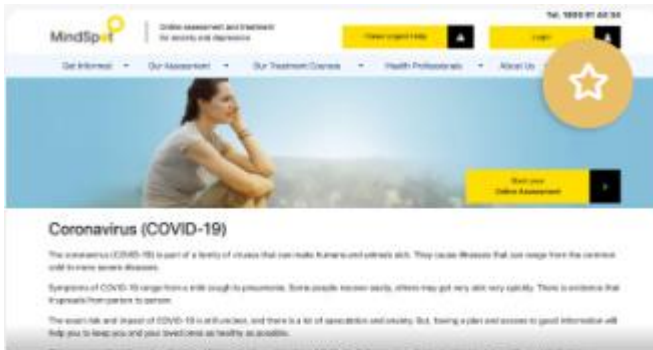 Tel. 1800 61 44 34
MindSpot
Online assessment and treatment
for anxiety and depression
Need Urgent Help
Login
Get Informed
Our Assessment
Our Treatment Courses
Health Professionals
About Us
Start your
Online Assessment
Coronavirus (COVID-19)
The coronavirus (COVID-19) is part of a family of viruses that can make humans and animals sick. They cause illnesses that can range from the common
cold to more severe diseases.
Symptoms of COVID-19 range from a mild cough to pneumonia. Some people recover easily, others may get very sick very quickly. There is evidence that
it spreads from person to person.
The exact risk and impact of COVID-19 is still unclear, and there is a lot of speculation and anxiety. But, having a plan and access to good information will
help you to keep you and your loved ones as healthy as possible.